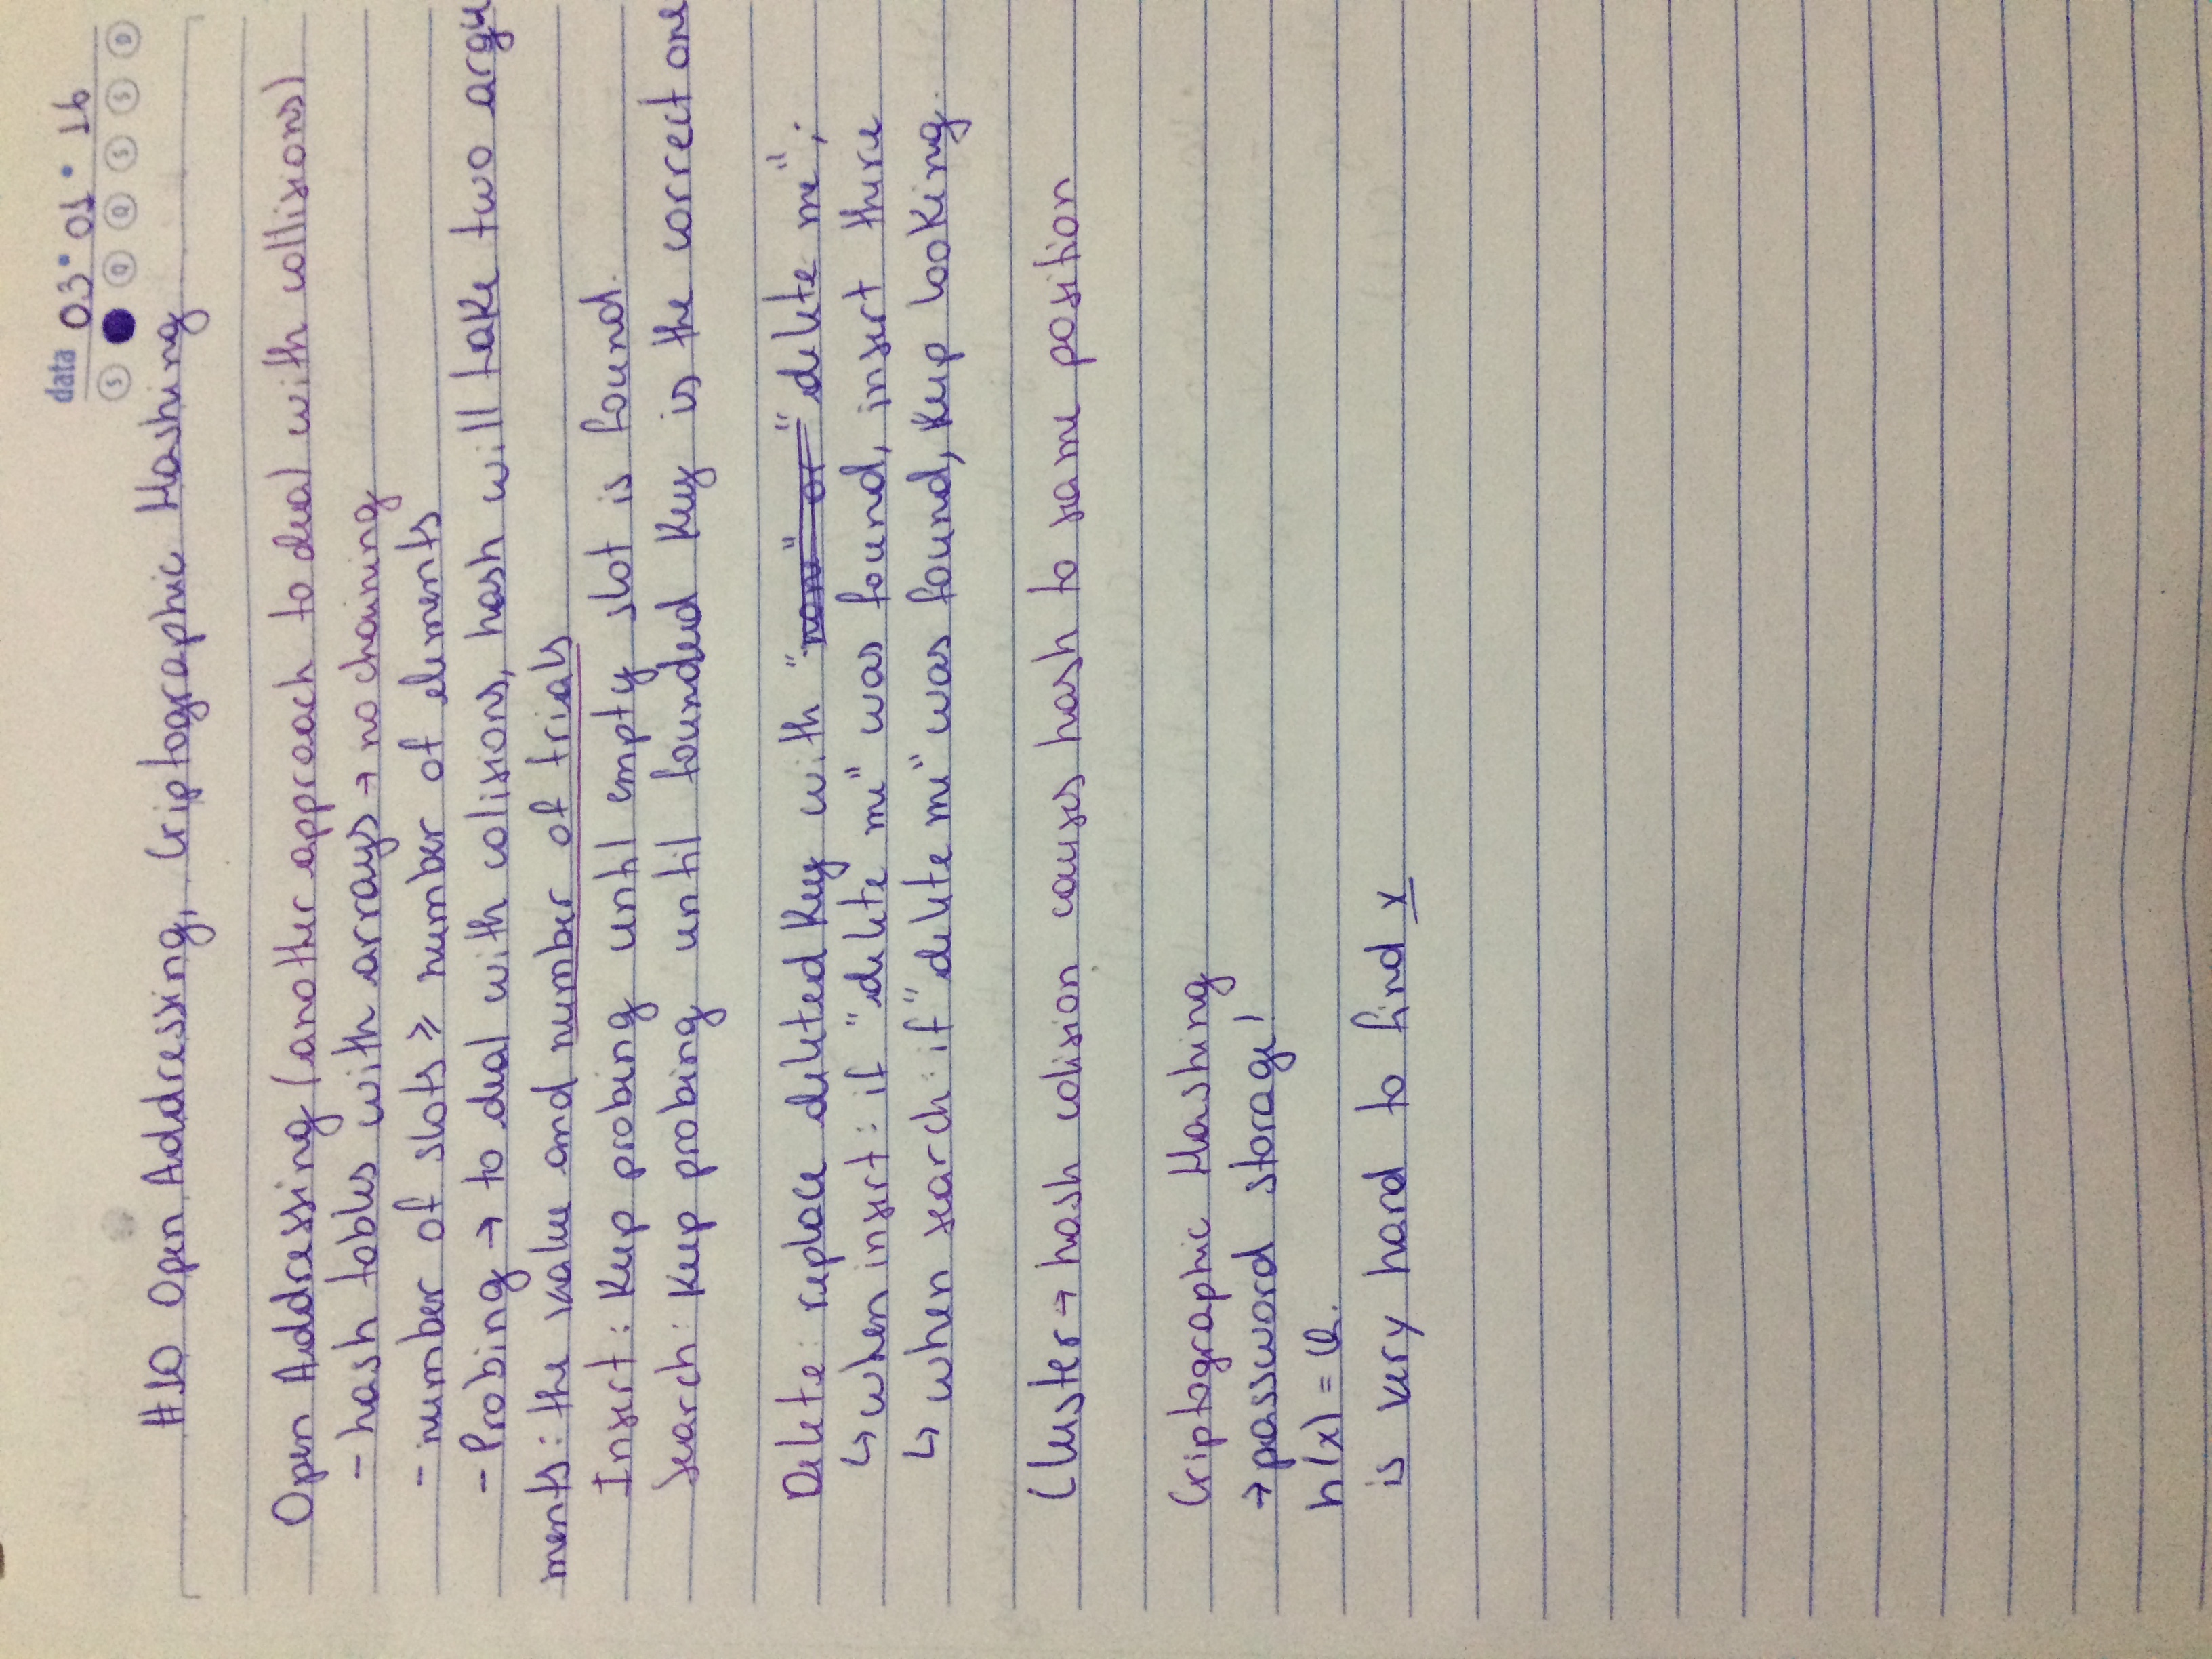 data 03 • 01 • 16
S Q Q S S D
#10 Open Addressing, Criptographic Hashing
Open Addressing (another approach to deal with collisions)
- hash tables with arrays → no chaining
- number of slots ≥ number of elements
- Probing → to deal with colisions, hash will take two argu
ments: the value and number of trials
Insert: Keep probing until empty slot is found.
Search: Keep probing until founded Key is the correct one
Delete: replace deleted Key with "none" or "delete me";
↳ when insert: if "delete me" was found, insert there
↳ when search: if "delete me" was found, Keep looking.
Cluster → hash colision causes hash to same position
Criptographic Hashing
→ password storage!
h(x) = Q.
is very hard to find x